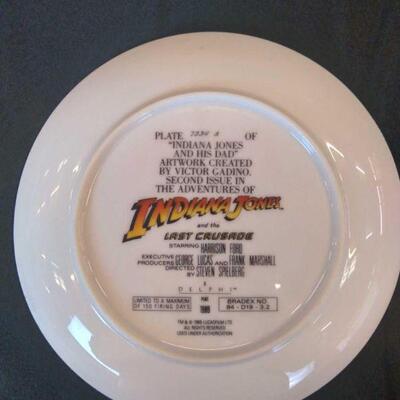 PLATE 7334 A OF
"INDIANA JONES
AND HIS DAD"
ARTWORK CREATED
BY VICTOR GADINO.
SECOND ISSUE IN
THE ADVENTURES OF
INDIANA JONES
and the
LAST CRUSADE
STARRING HARRISON FORD
EXECUTIVE PRODUCERS GEORGE LUCAS AND FRANK MARSHALL
DIRECTED BY STEVEN SPIELBERG
DELPHI
LIMITED TO A MAXIMUM
OF 150 FIRING DAYS
1989
BRADEX NO.
84 - D19 - 3.2
TM & © 1989 LUCASFILM LTD
ALL RIGHTS RESERVED
USED UNDER AUTHORIZATION